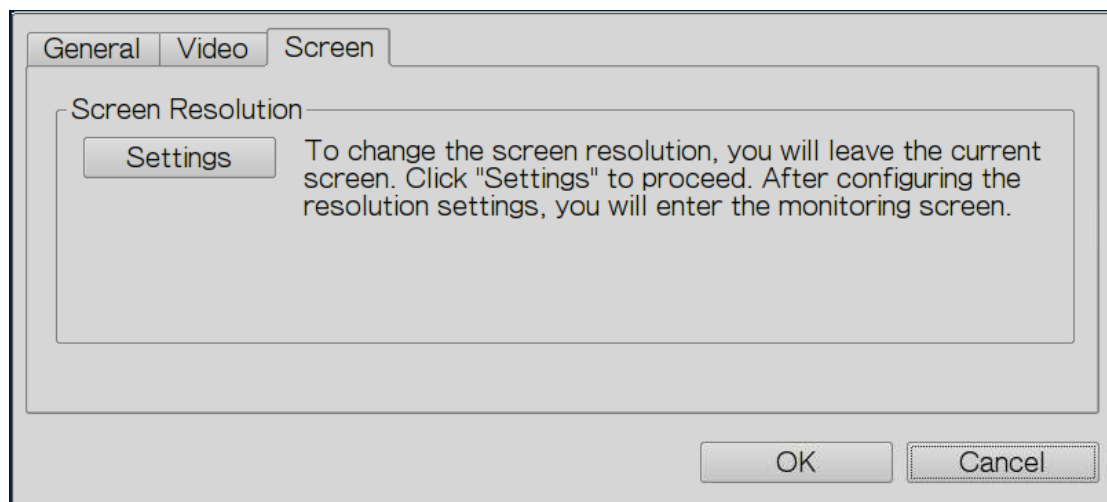 General Video Screen
Screen Resolution
Settings
To change the screen resolution, you will leave the current
screen. Click "Settings" to proceed. After configuring the
resolution settings, you will enter the monitoring screen.
OK Cancel